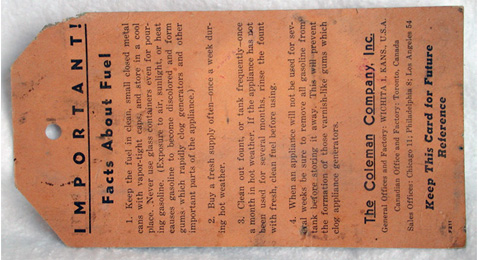 IMPORTANT!
Facts About Fuel
1. Keep the fuel in clean, small closed metal
cans with vapor-tight caps, and store in a cool
place. Never use glass containers even for pour-
ing gasoline. (Exposure to air, sunlight, or heat
causes gasoline to become discolored and form
gums which rapidly clog generators and other
important parts of the appliance.)
2. Buy a fresh supply often-once a week dur-
ing hot weather.
3. Clean out fount, or tank frequently—once
a month in hot weather. If the appliance has not
been used for several months, rinse the fount
with fresh, clean fuel before using.
4. When an appliance will not be used for sev-
eral weeks be sure to remove all gasoline from
tank before storing it away. This will prevent
the formation of those varnish-like gums which
clog appliance generators.
The Coleman Company, Inc.
General Offices and Factory: WICHITA 1, KANS., U.S.A.
Canadian Office and Factory: Toronto, Canada
Sales Offices: Chicago 11; Philadelphia 8; Los Angeles 54
Keep This Card for Future
Reference